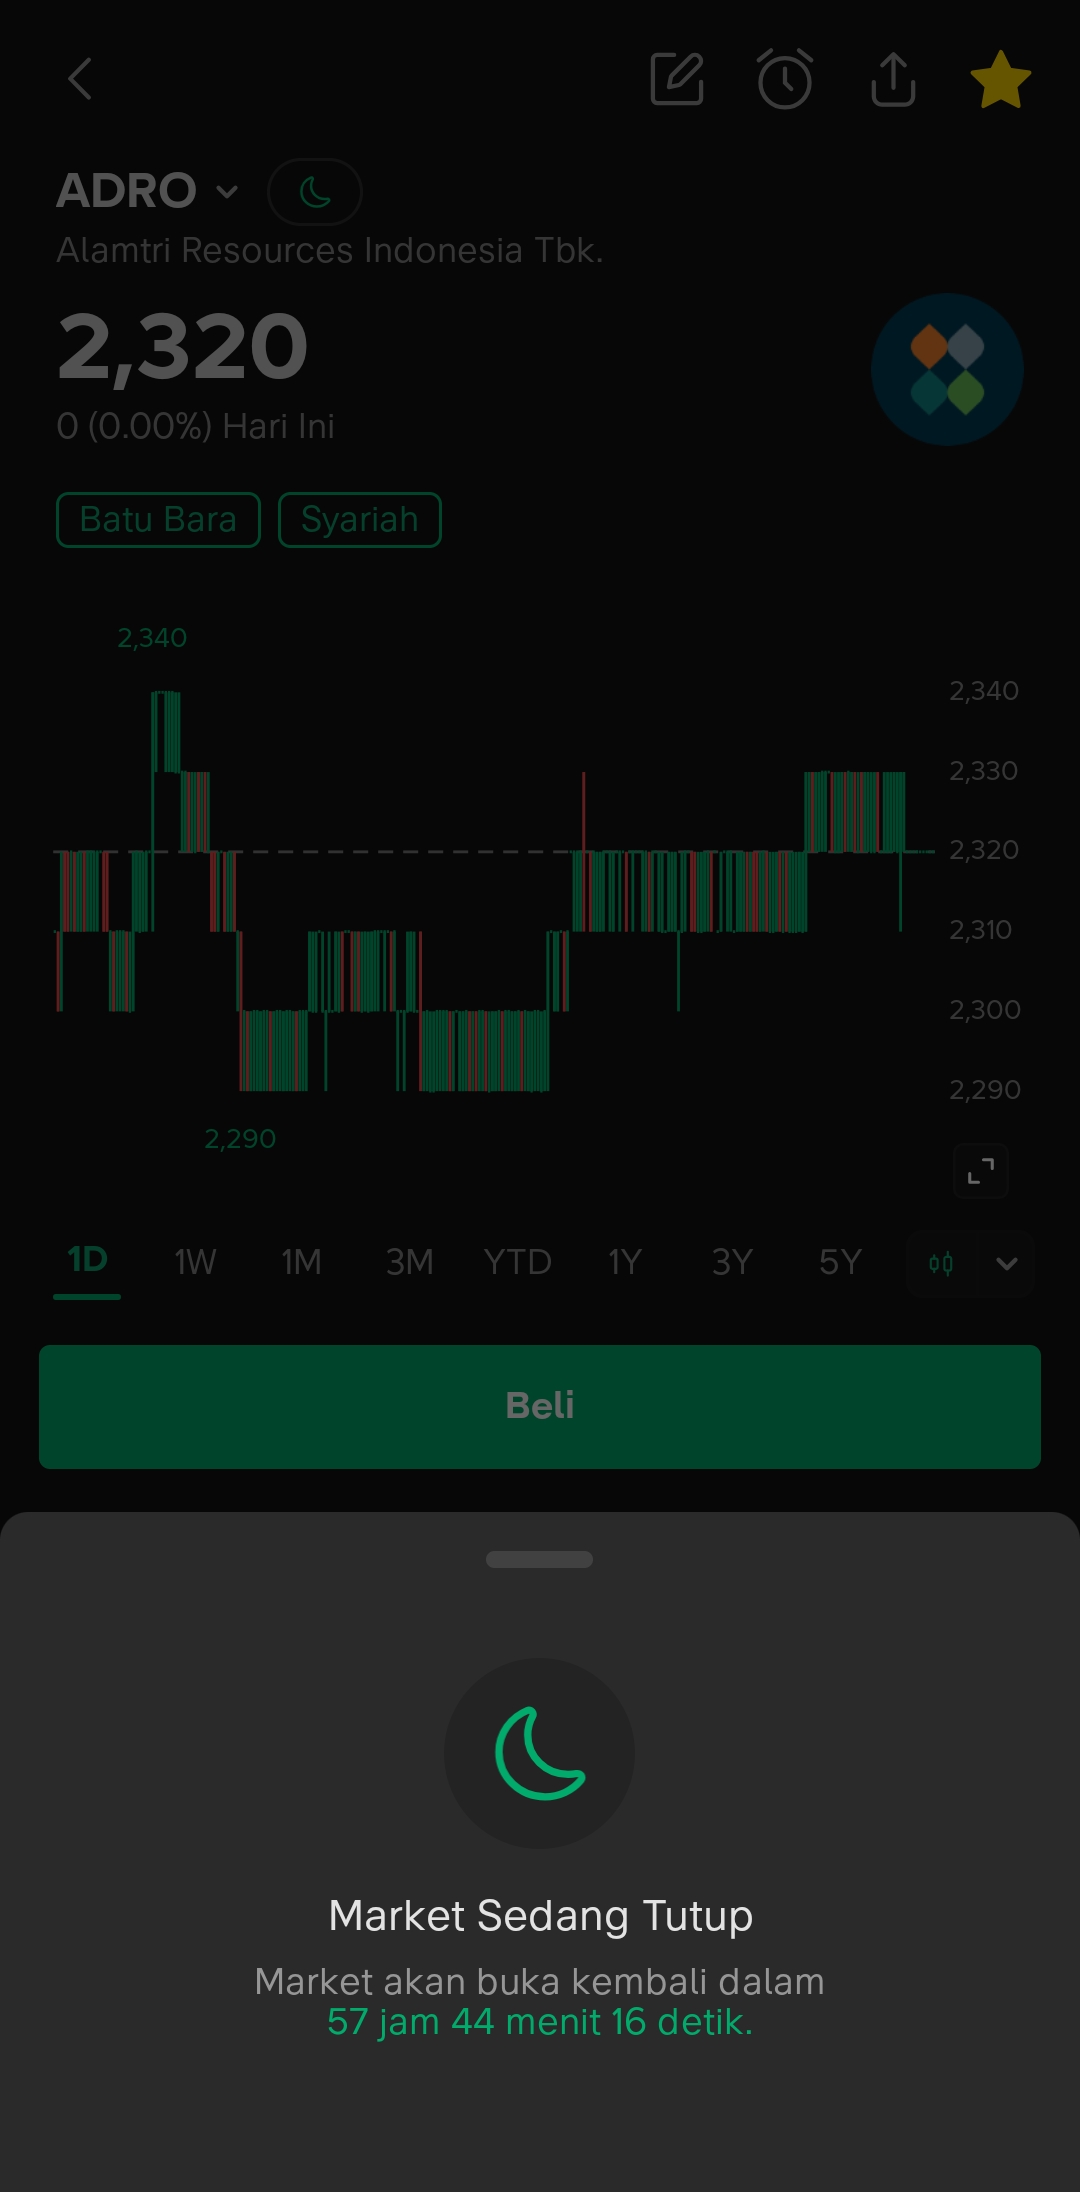 ADRO
Alamtri Resources Indonesia Tbk.
2,320
0 (0.00%) Hari Ini
Batu Bara
Syariah
2,340
2,340
2,330
2,320
2,310
2,300
2,290
2,290
1D 1W 1M 3M YTD 1Y 3Y 5Y
Beli
Market Sedang Tutup
Market akan buka kembali dalam
57 jam 44 menit 16 detik.